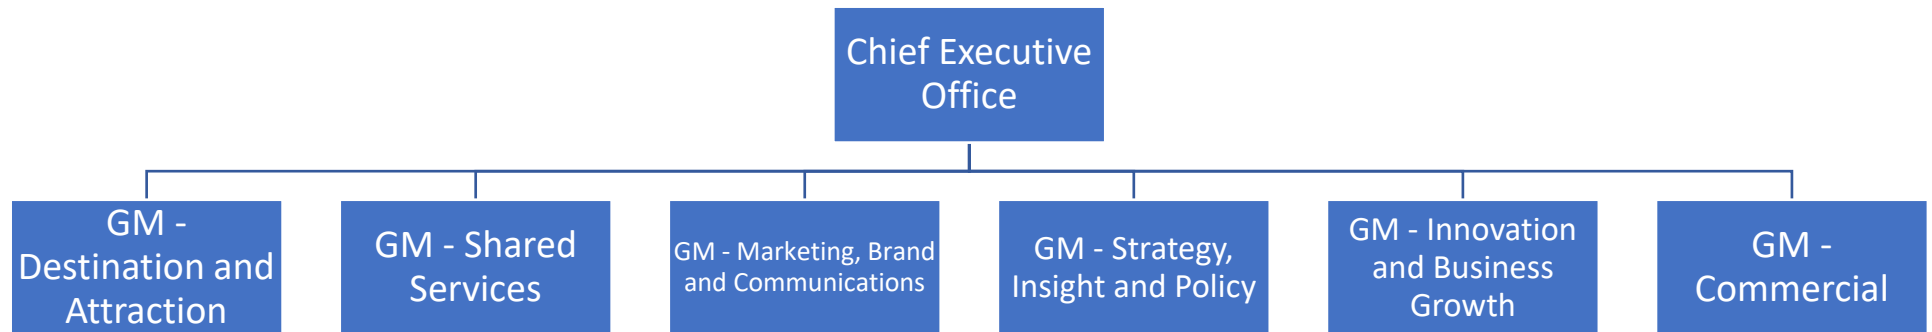 Chief Executive
Office
GM -
Destination and
Attraction
GM - Shared
Services
GM - Marketing, Brand
and Communications
GM - Strategy,
Insight and Policy
GM - Innovation
and Business
Growth
GM -
Commercial